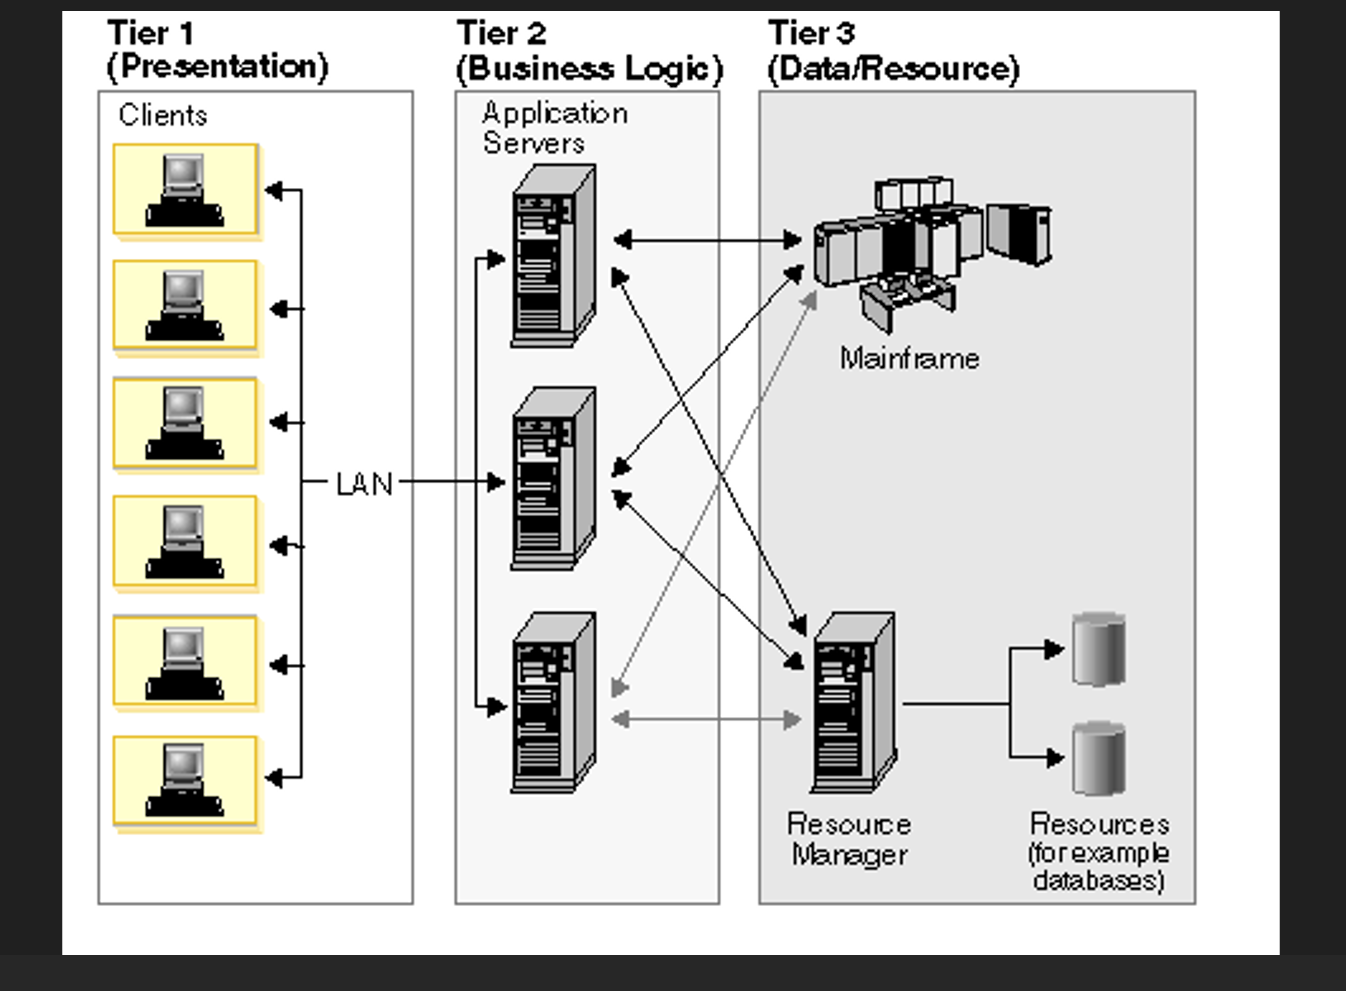 Tier 1
(Presentation)
Tier 2
(Business Logic)
Tier 3
(Data/Resource)
Clients
Application
Servers
LAN
Mainframe
Resource
Manager
Resources
(for example
databases)